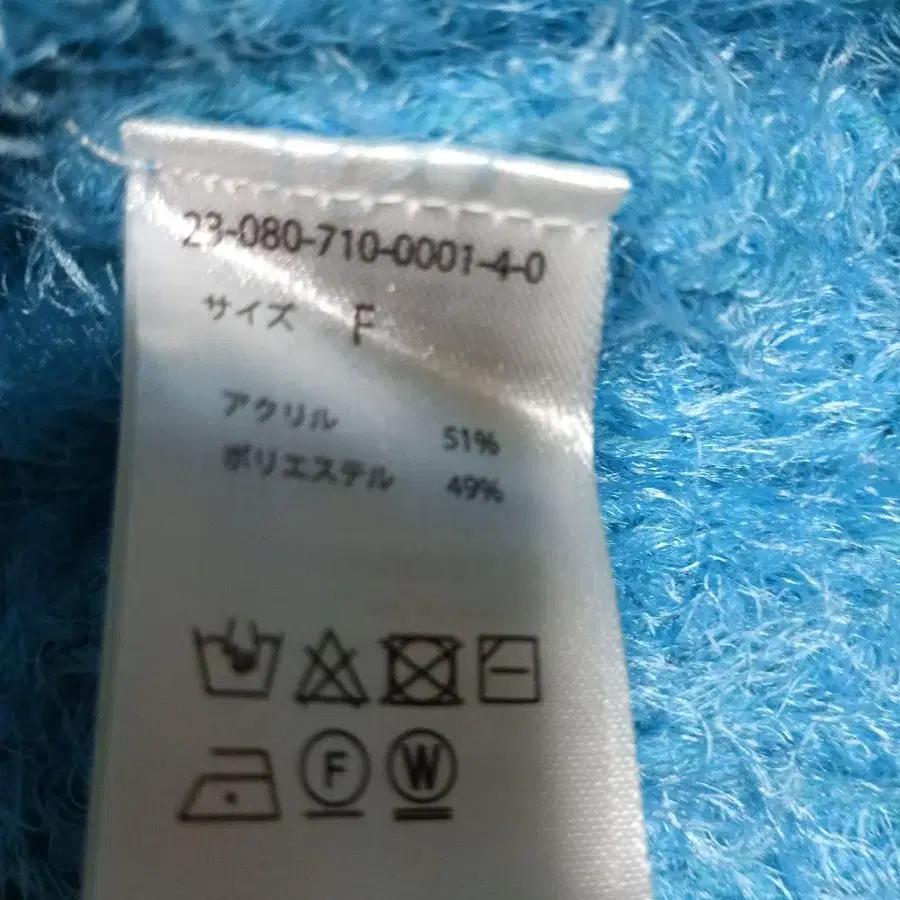 23-080-710-0001-4-0
サイズ F
アクリル 51%
ポリエステル 49%
F W